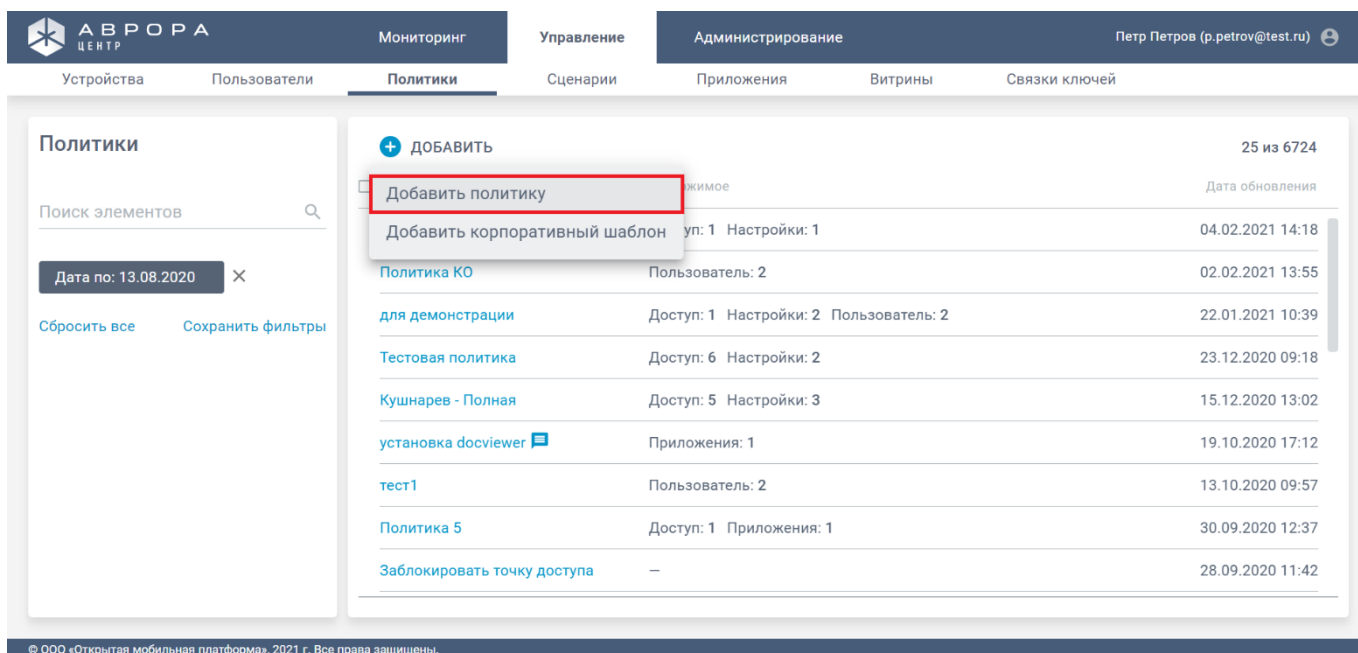 АВРОРА
ЦЕНТР
Мониторинг Управление Администрирование Петр Петров (p.petrov@test.ru)
Устройства Пользователи Политики Сценарии Приложения Витрины Связки ключей
Политики
Поиск элементов
Дата по: 13.08.2020
Сбросить все Сохранить фильтры
ДОБАВИТЬ 25 из 6724
Добавить политику
Добавить корпоративный шаблон
Дата обновления
Настройки: 1 04.02.2021 14:18
Политика КО Пользователь: 2 02.02.2021 13:55
для демонстрации Доступ: 1 Настройки: 2 Пользователь: 2 22.01.2021 10:39
Тестовая политика Доступ: 6 Настройки: 2 23.12.2020 09:18
Кушнарев - Полная Доступ: 5 Настройки: 3 15.12.2020 13:02
установка docviewer Приложения: 1 19.10.2020 17:12
тест1 Пользователь: 2 13.10.2020 09:57
Политика 5 Доступ: 1 Приложения: 1 30.09.2020 12:37
Заблокировать точку доступа — 28.09.2020 11:42
© ООО «Открытая мобильная платформа», 2021 г. Все права защищены.